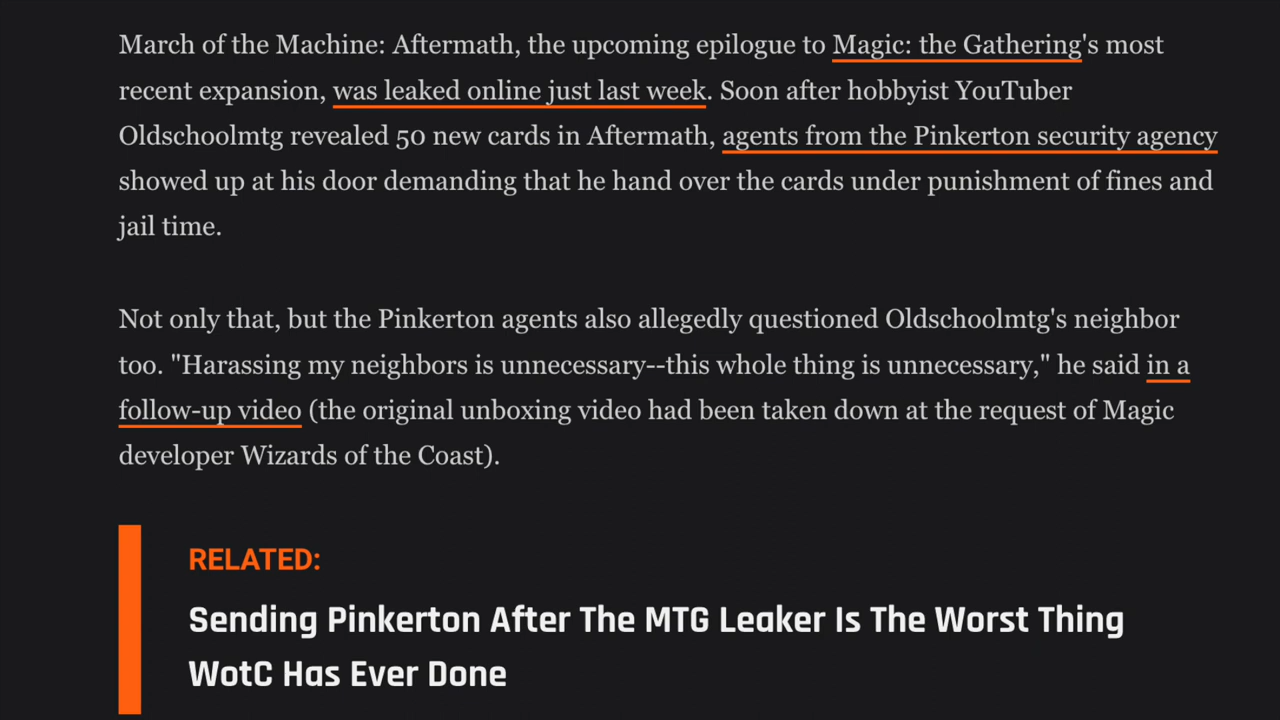 March of the Machine: Aftermath, the upcoming epilogue to Magic: the Gathering's most
recent expansion, was leaked online just last week. Soon after hobbyist YouTuber
Oldschoolmtg revealed 50 new cards in Aftermath, agents from the Pinkerton security agency
showed up at his door demanding that he hand over the cards under punishment of fines and
jail time.
Not only that, but the Pinkerton agents also allegedly questioned Oldschoolmtg's neighbor
too. "Harassing my neighbors is unnecessary--this whole thing is unnecessary," he said in a
follow-up video (the original unboxing video had been taken down at the request of Magic
developer Wizards of the Coast).
RELATED:
Sending Pinkerton After The MTG Leaker Is The Worst Thing
WotC Has Ever Done